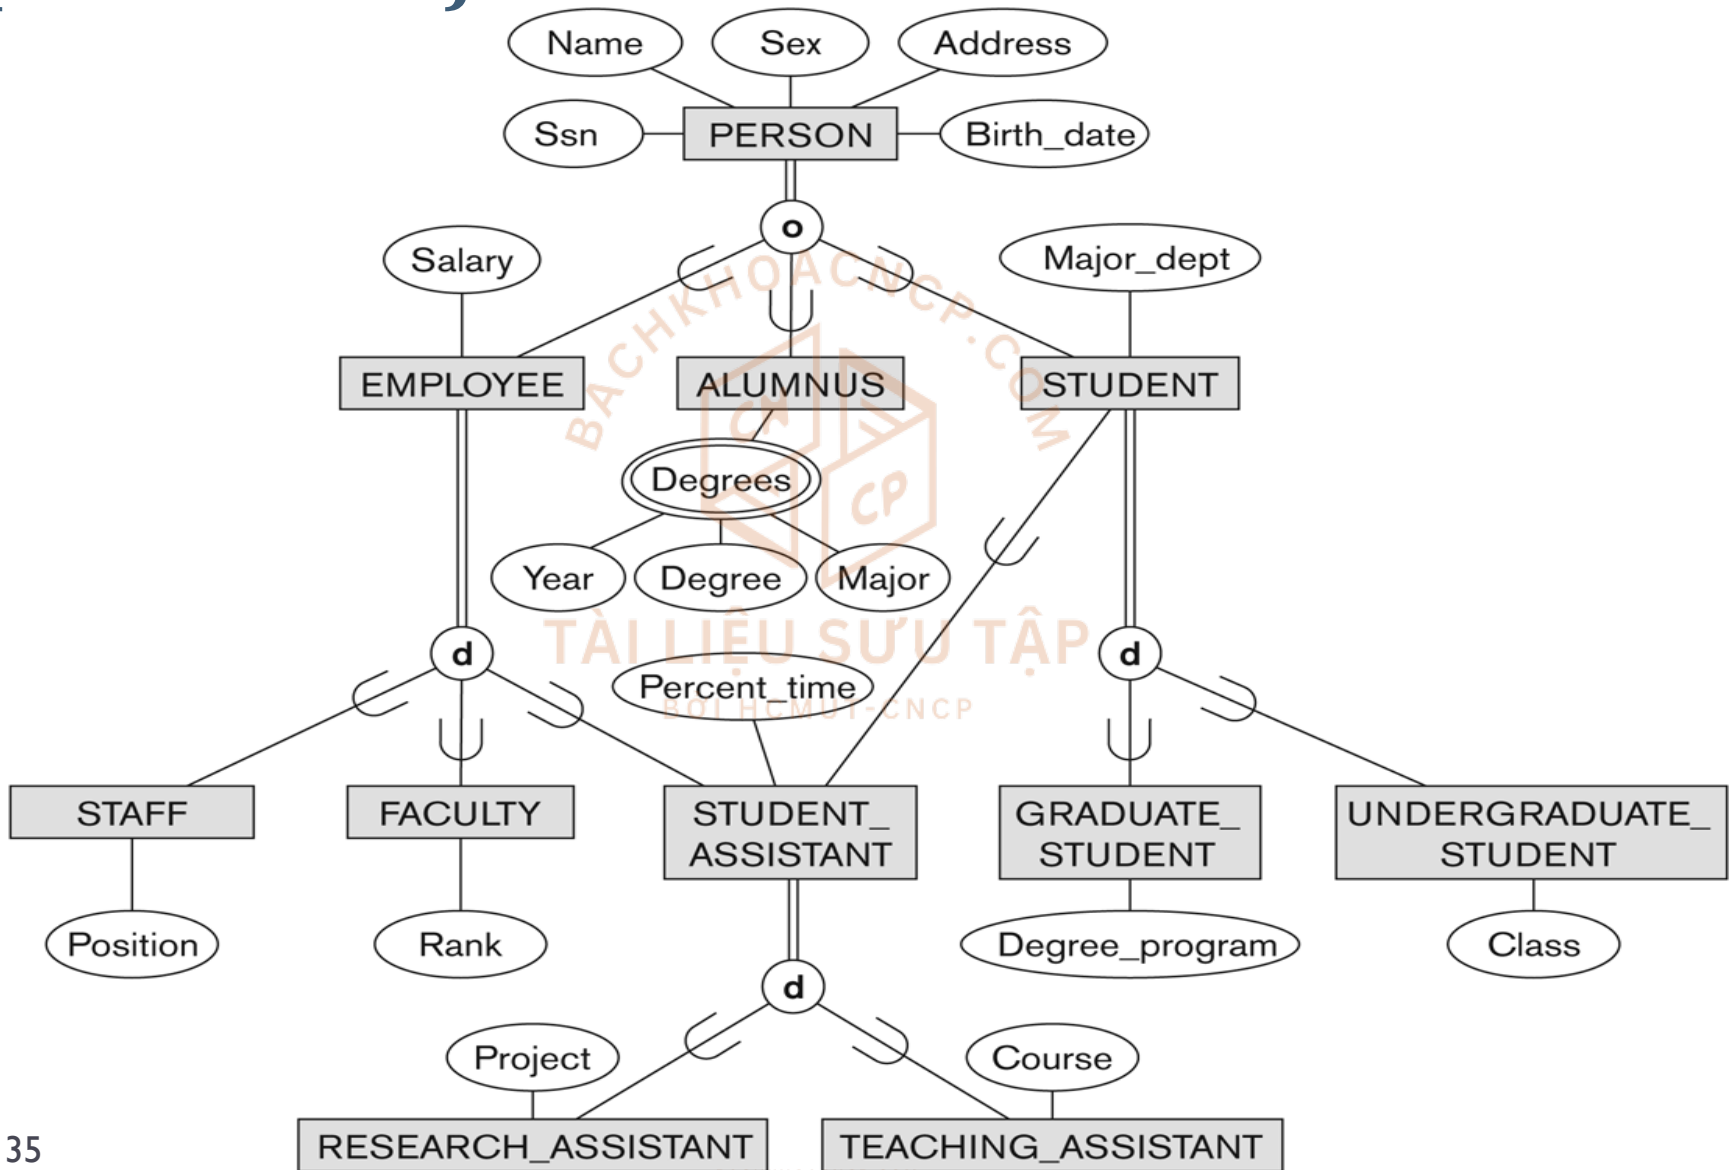 Name
Sex
Address
Ssn
PERSON
Birth_date
o
Salary
Major_dept
BACHKHOACNCP.COM
EMPLOYEE
ALUMNUS
STUDENT
CN
CP
Degrees
Year
Degree
Major
TÀI LIỆU SƯU TẬP
d
d
Percent_time
BỞI HCMUT-CNCP
STAFF
FACULTY
STUDENT_
ASSISTANT
GRADUATE_
STUDENT
UNDERGRADUATE_
STUDENT
Position
Rank
Degree_program
Class
d
Project
Course
35
RESEARCH_ASSISTANT
TEACHING_ASSISTANT